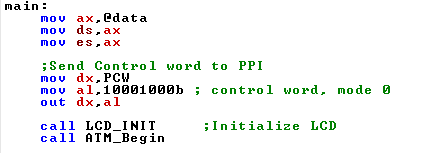 main:
mov ax,@data
mov ds,ax
mov es,ax
;Send Control word to PPI
mov dx,PCW
mov al,10001000b ; control word, mode 0
out dx,al
call LCD_INIT ;Initialize LCD
call ATM_Begin